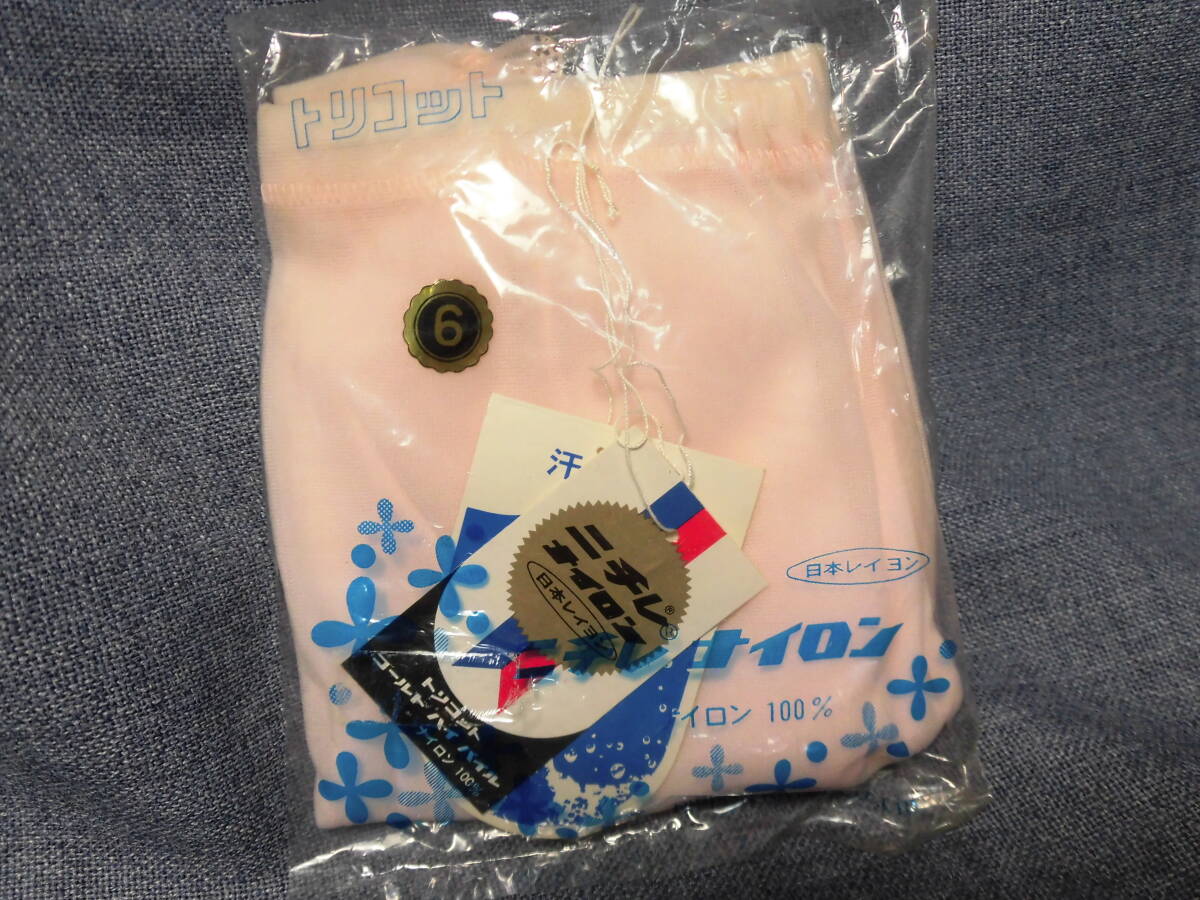 トリコット
6
汗
ニチレ®
ナイロン
日本レイヨン
日本レイヨン
ニチレ ナイロン
イロン 100%
トリコット
ゴールド ハイ パイル
ナイロン 100%